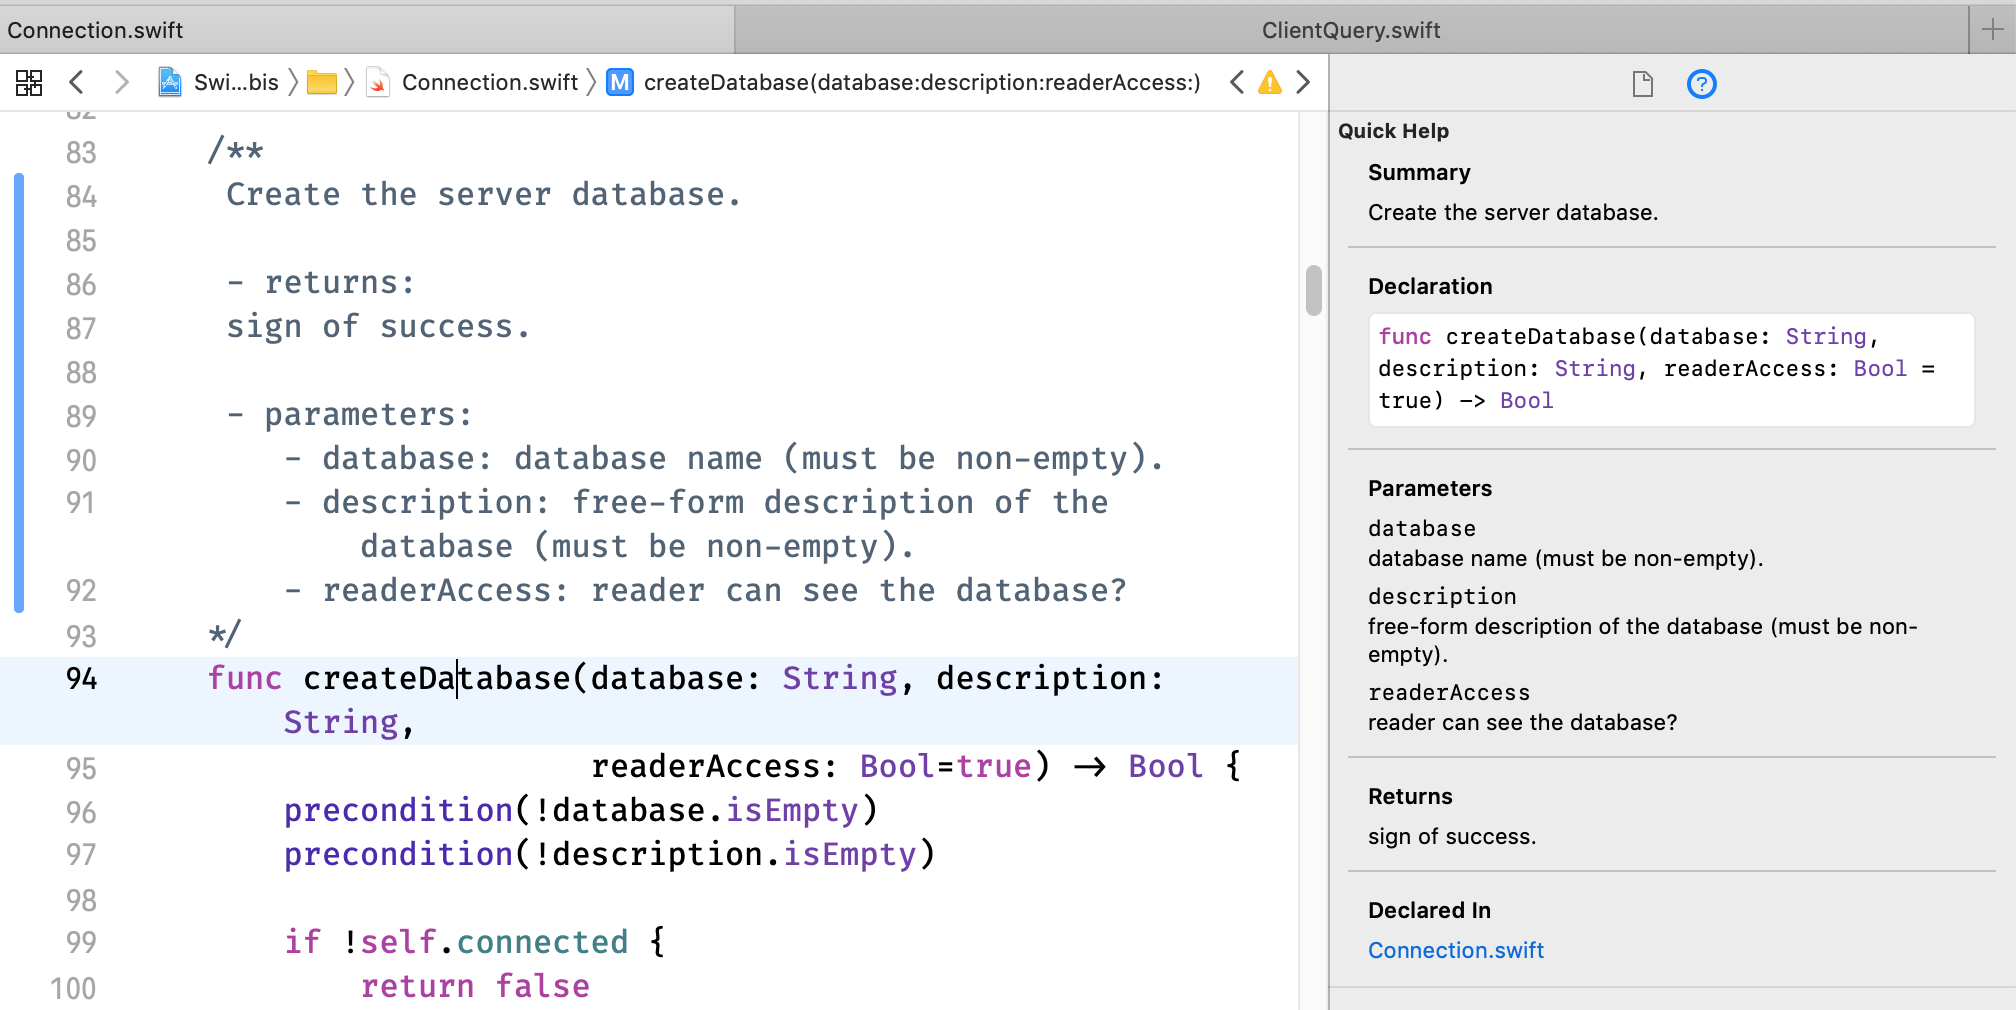 Connection.swift
ClientQuery.swift
Swi...bis
Connection.swift
M
createDatabase(database:description:readerAccess:)
83 /**
84 Create the server database.
85
86 - returns:
87 sign of success.
88
89 - parameters:
90 - database: database name (must be non-empty).
91 - description: free-form description of the
database (must be non-empty).
92 - readerAccess: reader can see the database?
93 */
94 func createDatabase(database: String, description:
String,
95 readerAccess: Bool=true) -> Bool {
96 precondition(!database.isEmpty)
97 precondition(!description.isEmpty)
98
99 if !self.connected {
100 return false
Quick Help
Summary
Create the server database.
Declaration
func createDatabase(database: String,
description: String, readerAccess: Bool =
true) -> Bool
Parameters
database
database name (must be non-empty).
description
free-form description of the database (must be non-
empty).
readerAccess
reader can see the database?
Returns
sign of success.
Declared In
Connection.swift